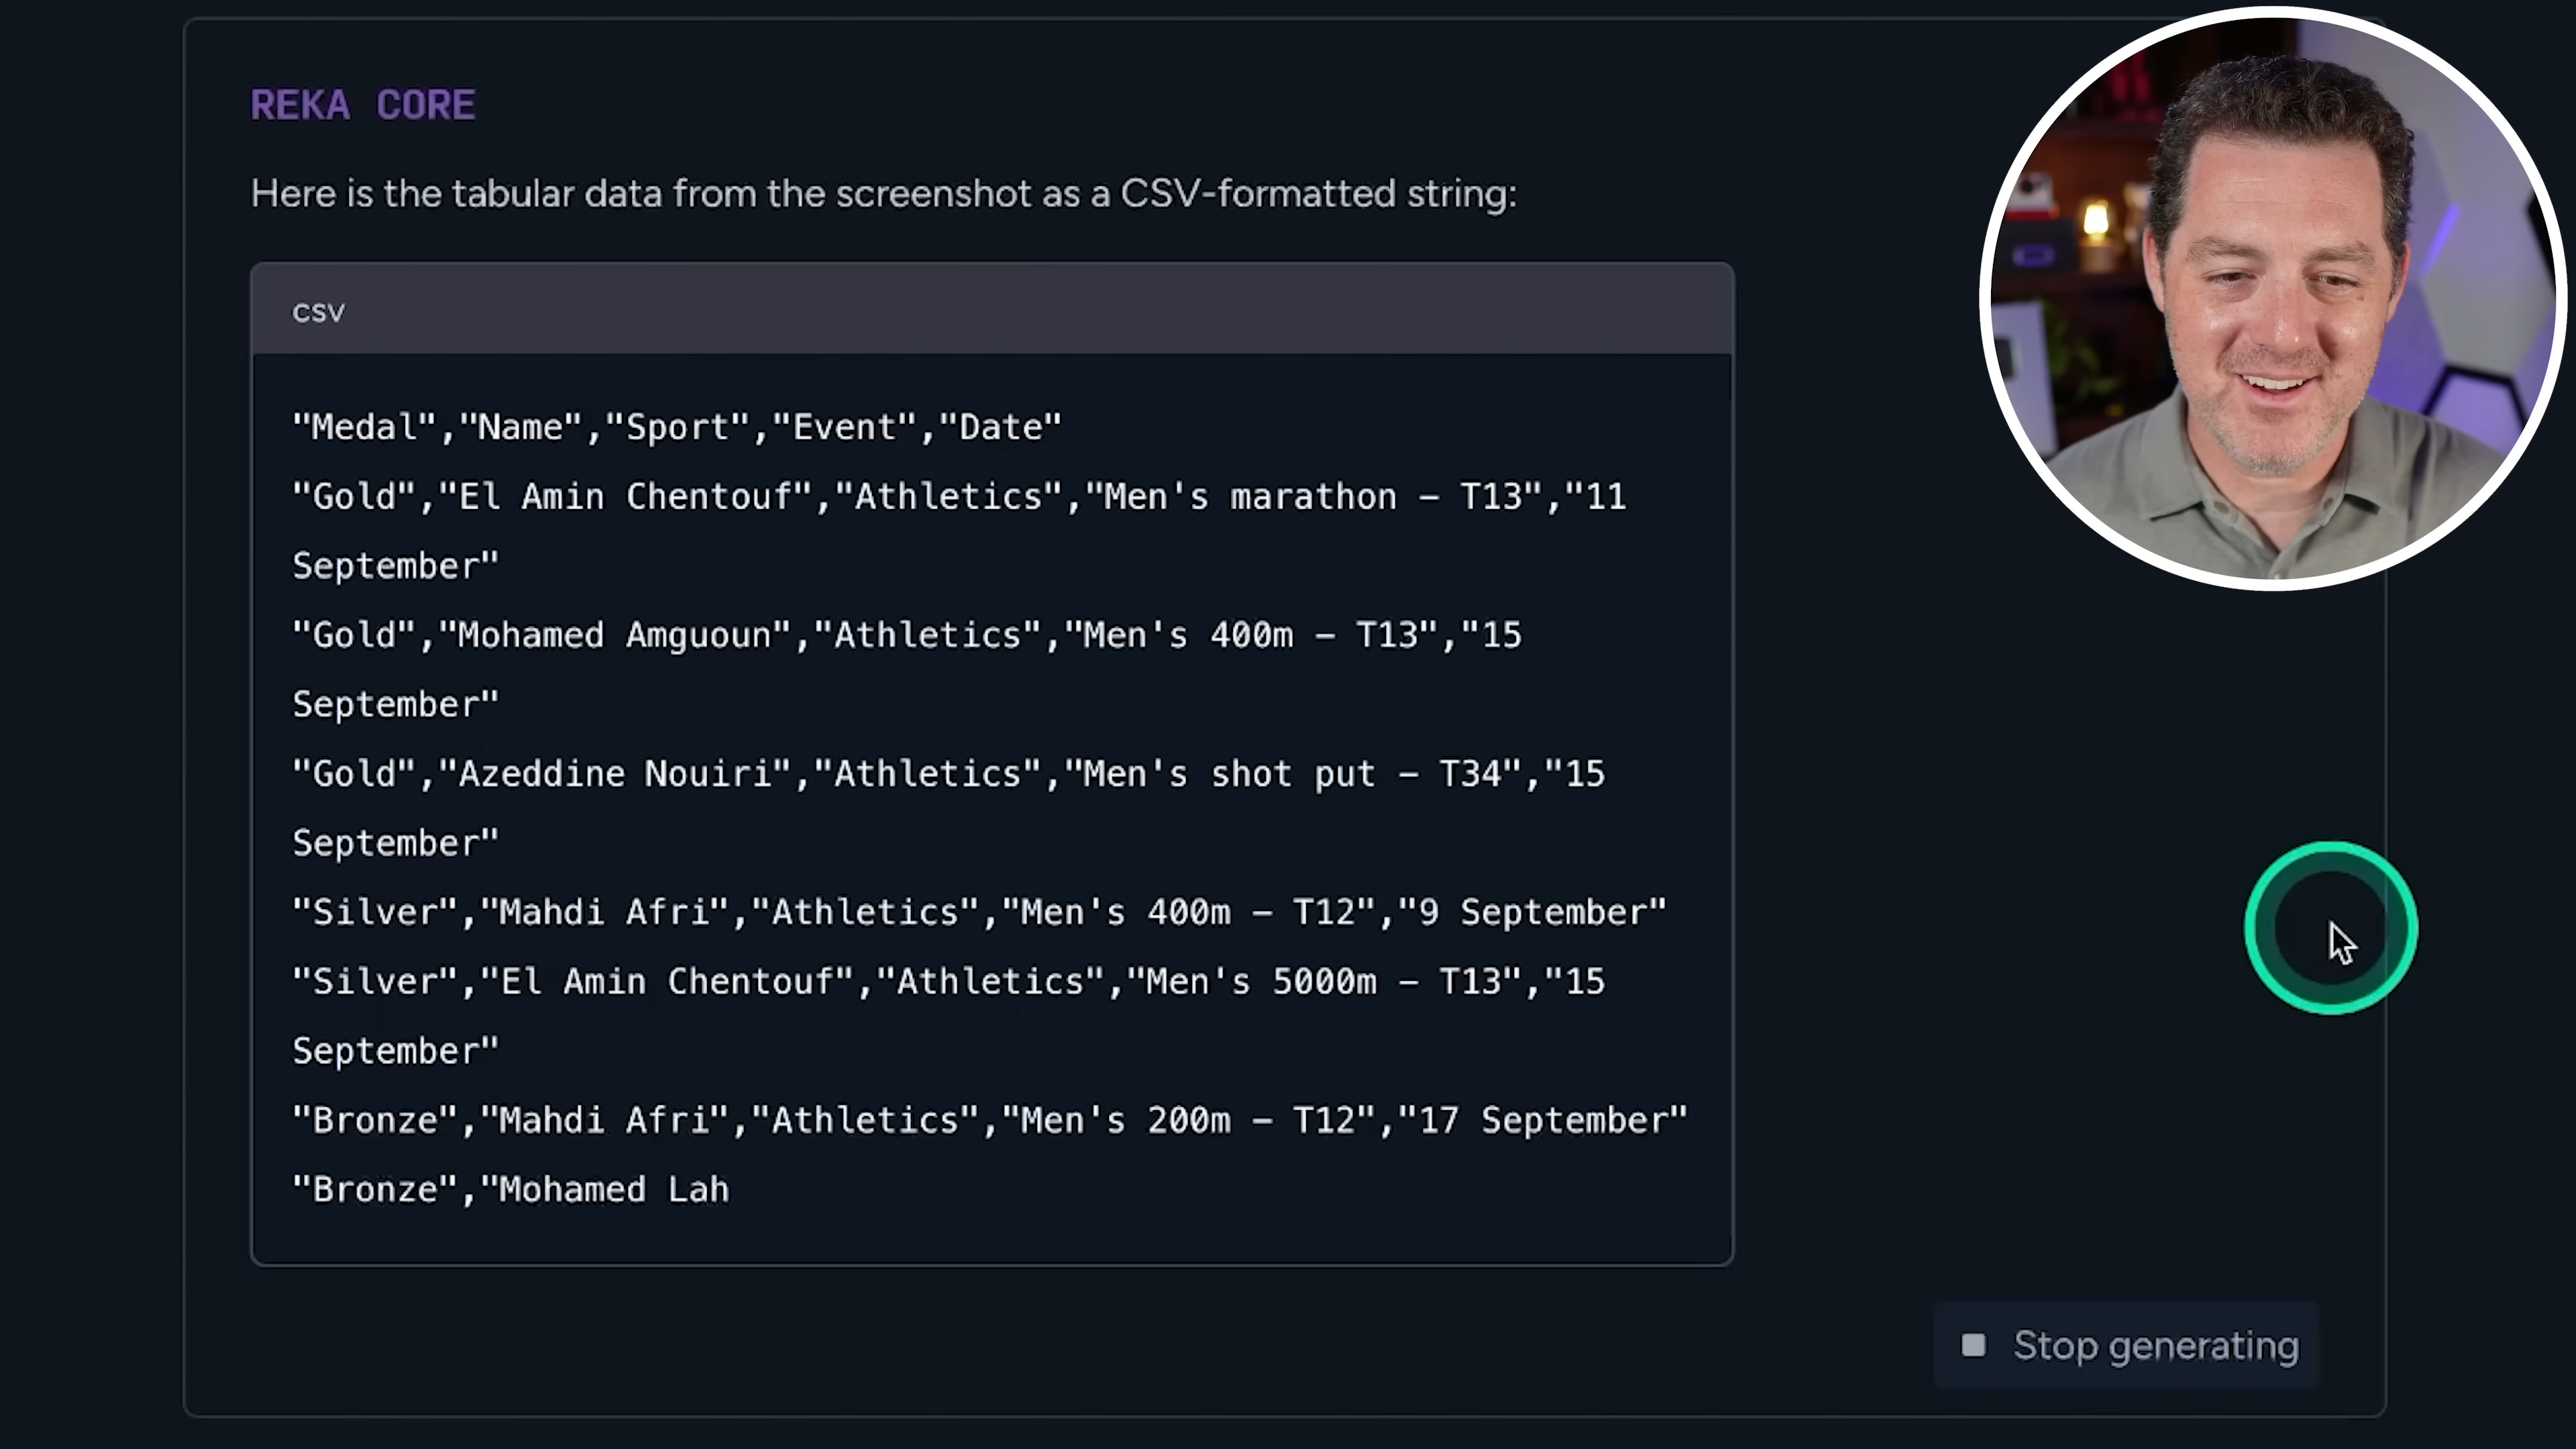 REKA CORE
Here is the tabular data from the screenshot as a CSV-formatted string:
csv
"Medal","Name","Sport","Event","Date"
"Gold","El Amin Chentouf","Athletics","Men's marathon – T13","11
September"
"Gold","Mohamed Amguoun","Athletics","Men's 400m – T13","15
September"
"Gold","Azeddine Nouiri","Athletics","Men's shot put – T34","15
September"
"Silver","Mahdi Afri","Athletics","Men's 400m – T12","9 September"
"Silver","El Amin Chentouf","Athletics","Men's 5000m – T13","15
September"
"Bronze","Mahdi Afri","Athletics","Men's 200m – T12","17 September"
"Bronze","Mohamed Lah
Stop generating